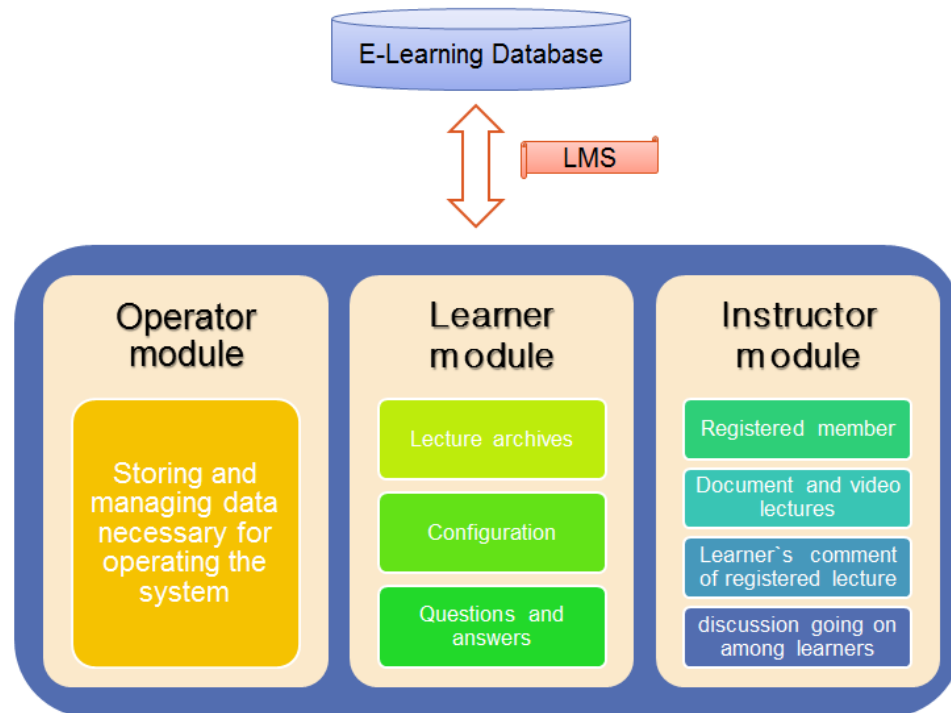 E-Learning Database
LMS
Operator
module
Storing and
managing data
necessary for
operating the
system
Learner
module
Lecture archives
Configuration
Questions and
answers
Instructor
module
Registered member
Document and video
lectures
Learner`s comment
of registered lecture
discussion going on
among learners